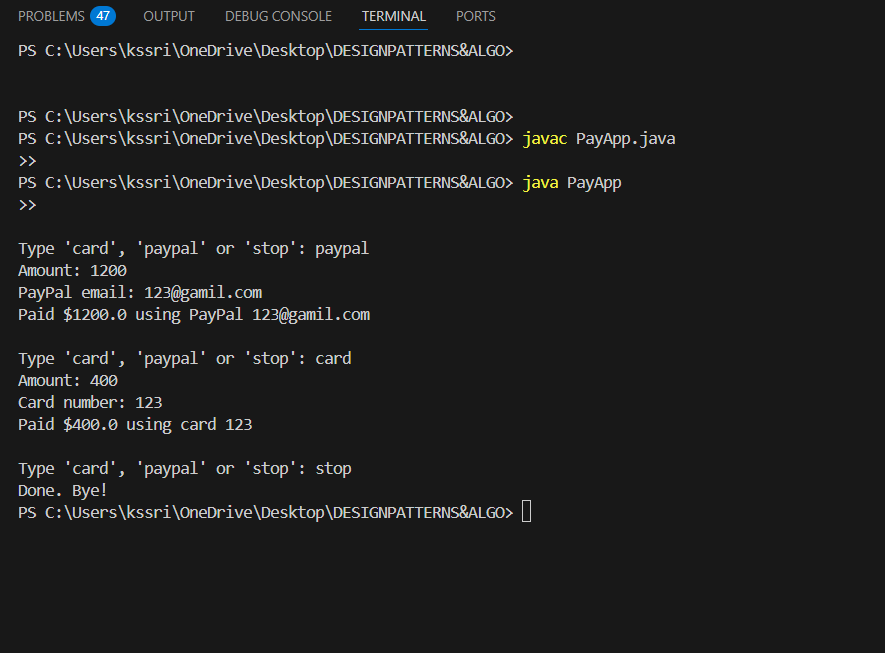 PROBLEMS 47 OUTPUT DEBUG CONSOLE TERMINAL PORTS
PS C:\Users\kssri\OneDrive\Desktop\DESIGNPATTERNS&ALGO>
PS C:\Users\kssri\OneDrive\Desktop\DESIGNPATTERNS&ALGO>
PS C:\Users\kssri\OneDrive\Desktop\DESIGNPATTERNS&ALGO> javac PayApp.java
>>
PS C:\Users\kssri\OneDrive\Desktop\DESIGNPATTERNS&ALGO> java PayApp
>>
Type 'card', 'paypal' or 'stop': paypal
Amount: 1200
PayPal email: 123@gamil.com
Paid $1200.0 using PayPal 123@gamil.com
Type 'card', 'paypal' or 'stop': card
Amount: 400
Card number: 123
Paid $400.0 using card 123
Type 'card', 'paypal' or 'stop': stop
Done. Bye!
PS C:\Users\kssri\OneDrive\Desktop\DESIGNPATTERNS&ALGO>